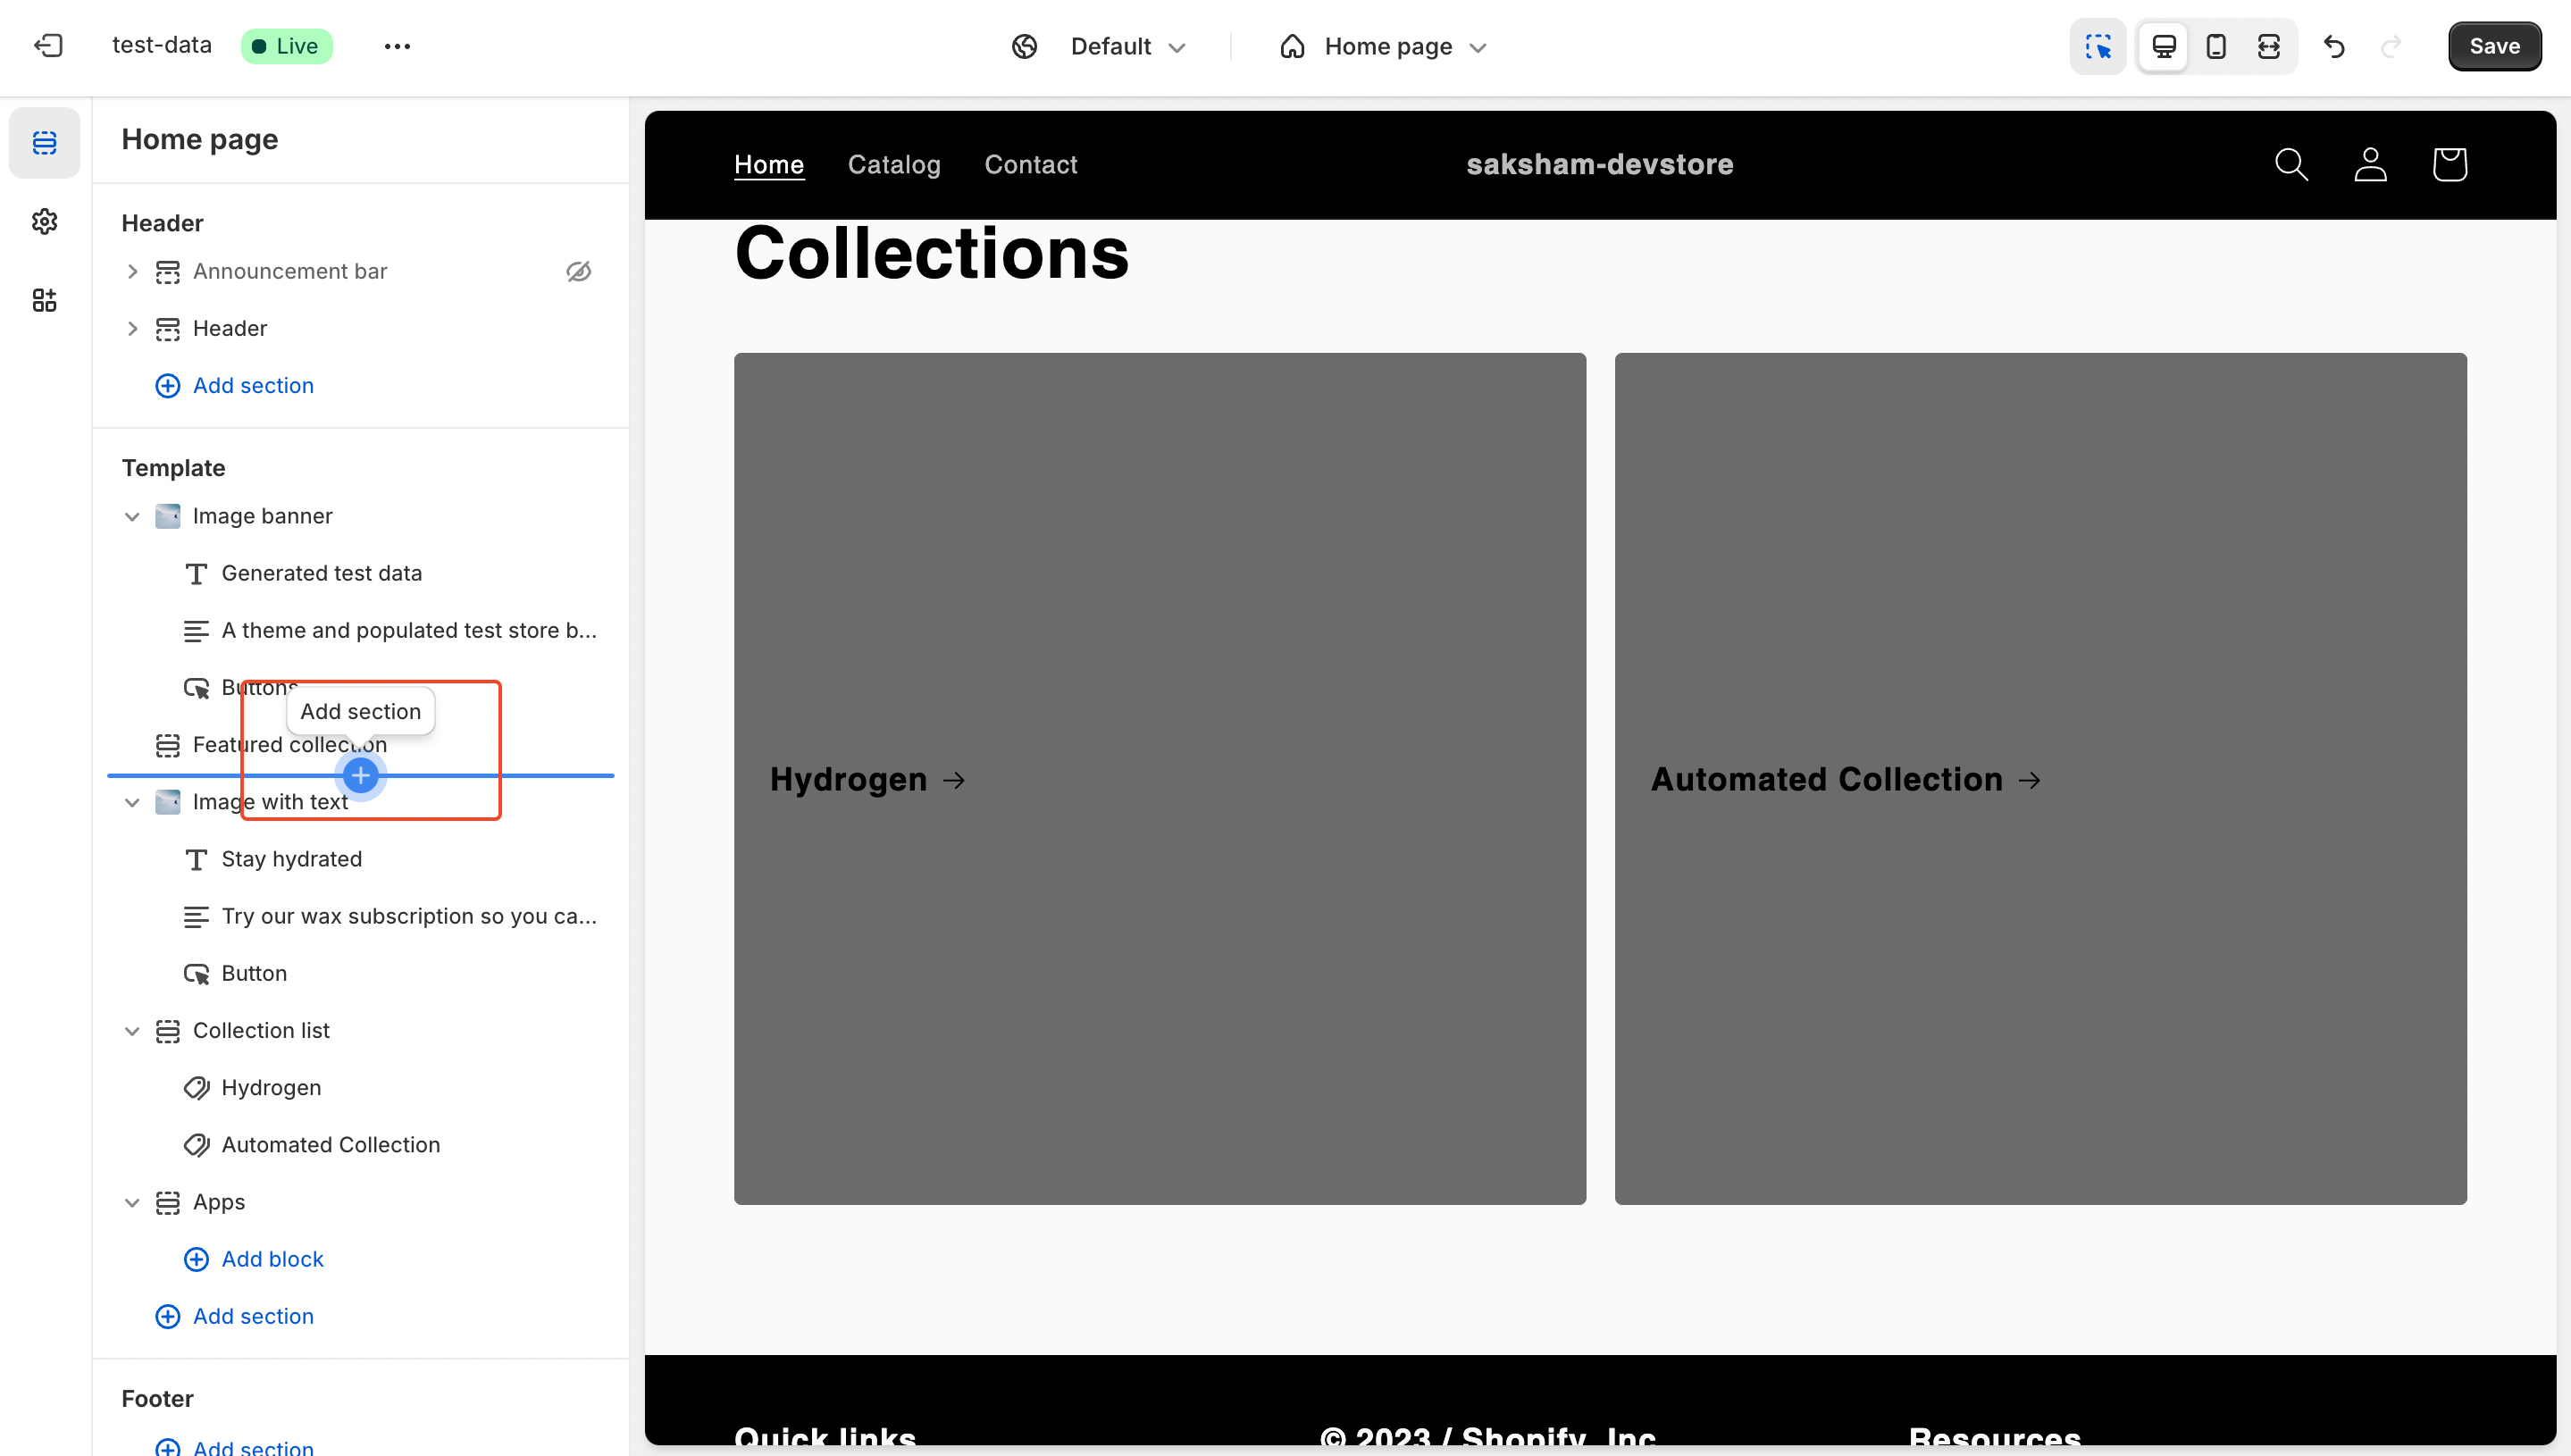 test-data
Live
Default
Home page
Save
Home page
Header
Announcement bar
Header
Add section
Template
Image banner
Generated test data
A theme and populated test store b...
Buttons
Add section
Featured collection
Image with text
Stay hydrated
Try our wax subscription so you ca...
Button
Collection list
Hydrogen
Automated Collection
Apps
Add block
Add section
Footer
Add section
Home
Catalog
Contact
saksham-devstore
Collections
Hydrogen →
Automated Collection →
Quick links
© 2023 / Shopify, Inc
Resources